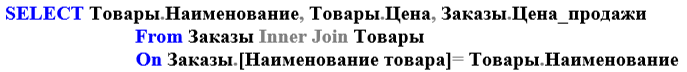 SELECT Товары.Наименование, Товары.Цена, Заказы.Цена_продажи
From Заказы Inner Join Товары
On Заказы.[Наименование товара]= Товары.Наименование